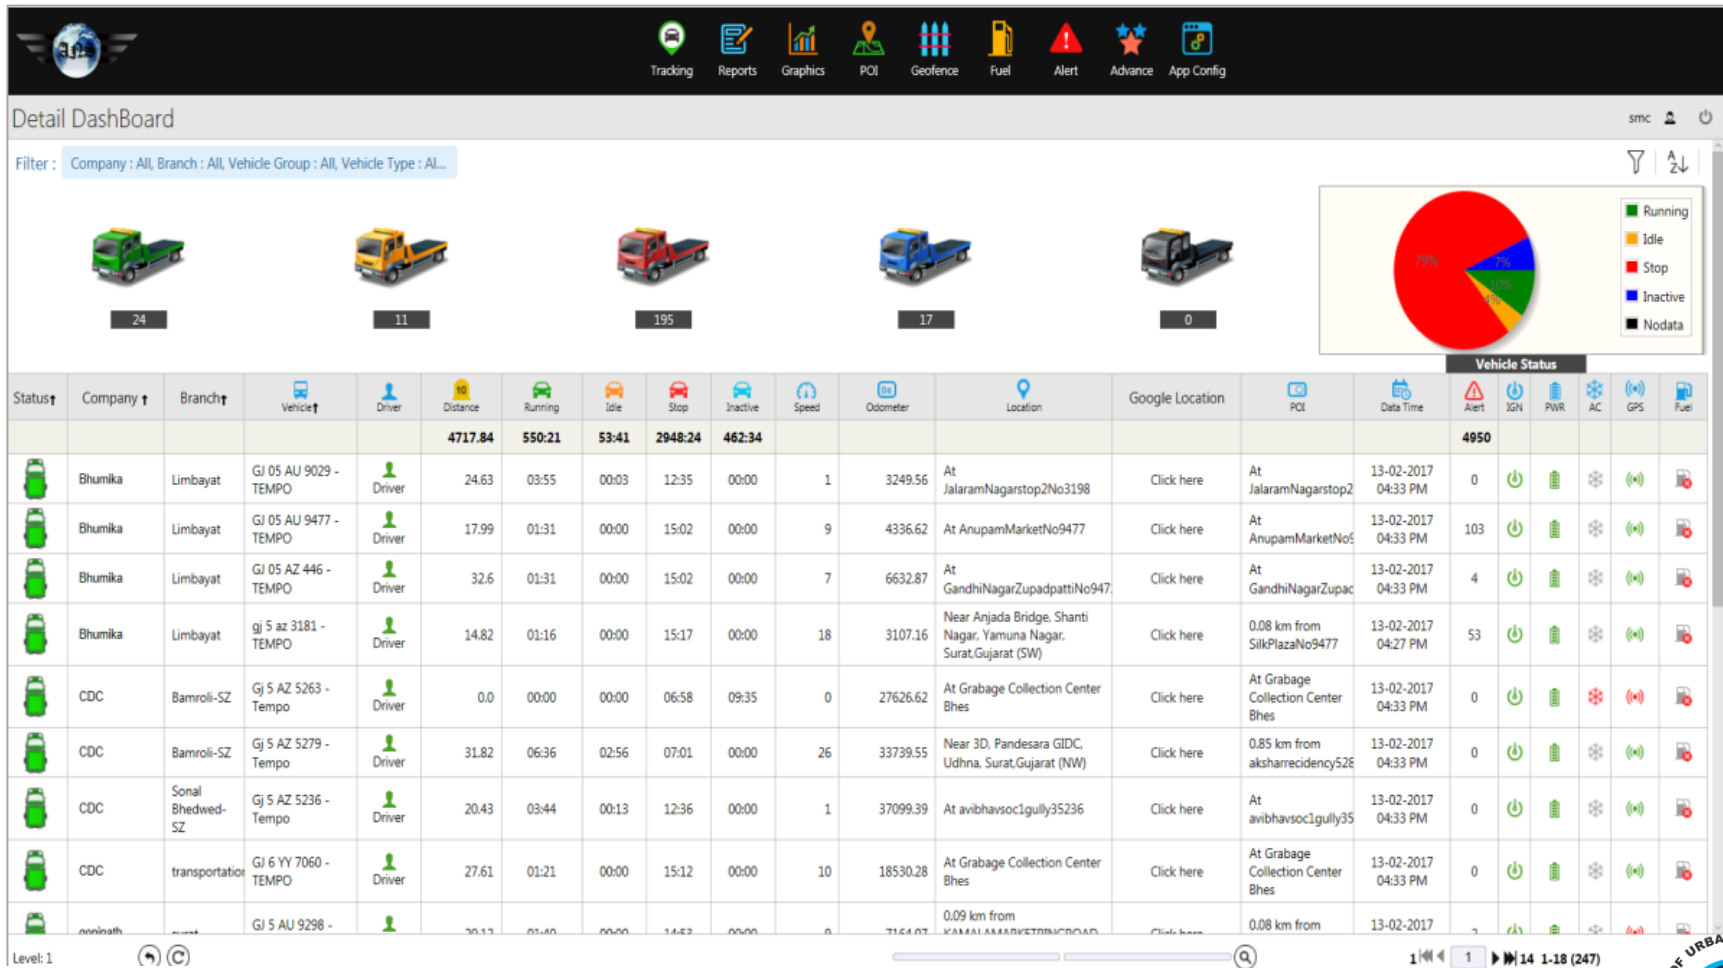 ANS
Tracking Reports Graphics POI Geofence Fuel Alert Advance App Config
Detail DashBoard
smc
Filter : Company : All, Branch : All, Vehicle Group : All, Vehicle Type : Al...
24 11 195 17 0
79% 7% 10% 4%
Running
Idle
Stop
Inactive
Nodata
Vehicle Status
Status Company Branch Vehicle Driver Distance Running Idle Stop Inactive Speed Odometer Location Google Location POI Data Time Alert IGN PWR AC GPS Fuel
4717.84 550:21 53:41 2948:24 462:34 4950
Bhumika Limbayat GJ 05 AU 9029 - TEMPO Driver 24.63 03:55 00:03 12:35 00:00 1 3249.56 At JalaramNagarstop2No3198 Click here At JalaramNagarstop2 13-02-2017 04:33 PM 0
Bhumika Limbayat GJ 05 AU 9477 - TEMPO Driver 17.99 01:31 00:00 15:02 00:00 9 4336.62 At AnupamMarketNo9477 Click here At AnupamMarketNo9 13-02-2017 04:33 PM 103
Bhumika Limbayat GJ 05 AZ 446 - TEMPO Driver 32.6 01:31 00:00 15:02 00:00 7 6632.87 At GandhiNagarZupadpattiNo947 Click here At GandhiNagarZupad 13-02-2017 04:33 PM 4
Bhumika Limbayat gj 5 az 3181 - TEMPO Driver 14.82 01:16 00:00 15:17 00:00 18 3107.16 Near Anjada Bridge, Shanti Nagar, Yamuna Nagar, Surat,Gujarat (SW) Click here 0.08 km from SilkPlazaNo9477 13-02-2017 04:27 PM 53
CDC Bamroli-SZ Gj 5 AZ 5263 - Tempo Driver 0.0 00:00 00:00 06:58 09:35 0 27626.62 At Grabage Collection Center Bhes Click here At Grabage Collection Center Bhes 13-02-2017 04:33 PM 0
CDC Bamroli-SZ Gj 5 AZ 5279 - Tempo Driver 31.82 06:36 02:56 07:01 00:00 26 33739.55 Near 3D, Pandesara GIDC, Udhna, Surat,Gujarat (NW) Click here 0.85 km from aksharrecidency528 13-02-2017 04:33 PM 0
CDC Sonal Bhedwed-SZ Gj 5 AZ 5236 - Tempo Driver 20.43 03:44 00:13 12:36 00:00 1 37099.39 At avibhavsoc1gully35236 Click here At avibhavsoc1gully35 13-02-2017 04:33 PM 0
CDC transportation GJ 6 YY 7060 - TEMPO Driver 27.61 01:21 00:00 15:12 00:00 10 18530.28 At Grabage Collection Center Bhes Click here At Grabage Collection Center Bhes 13-02-2017 04:33 PM 0
GJ 5 AU 9298 - 0.09 km from 0.08 km from 13-02-2017
Level: 1 1 1 14 1-18 (247)
OF URBA